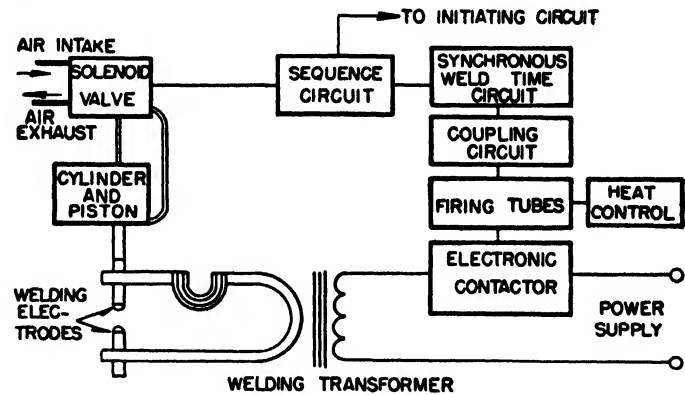 TO INITIATING CIRCUIT
AIR INTAKE
SOLENOID
VALVE
AIR
EXHAUST
SEQUENCE
CIRCUIT
SYNCHRONOUS
WELD TIME
CIRCUIT
COUPLING
CIRCUIT
CYLINDER
AND
PISTON
FIRING TUBES
HEAT
CONTROL
ELECTRONIC
CONTACTOR
WELDING
ELEC-
TRODES
POWER
SUPPLY
WELDING TRANSFORMER